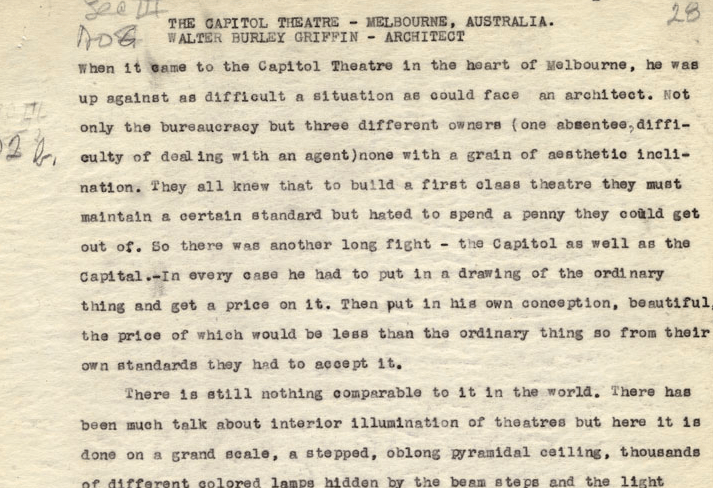 Sec III
28
THE CAPITOL THEATRE - MELBOURNE, AUSTRALIA.
WALTER BURLEY GRIFFIN - ARCHITECT
When it came to the Capitol Theatre in the heart of Melbourne, he was
up against as difficult a situation as could face an architect. Not
only the bureaucracy but three different owners (one absentee,diffi-
culty of dealing with an agent)none with a grain of aesthetic incli-
nation. They all knew that to build a first class theatre they must
maintain a certain standard but hated to spend a penny they could get
out of. So there was another long fight - the Capitol as well as the
Capital.-In every case he had to put in a drawing of the ordinary
thing and get a price on it. Then put in his own conception, beautiful,
the price of which would be less than the ordinary thing so from their
own standards they had to accept it.
There is still nothing comparable to it in the world. There has
been much talk about interior illumination of theatres but here it is
done on a grand scale, a stepped, oblong pyramidal ceiling, thousands
of different colored lamps hidden by the beam steps and the light